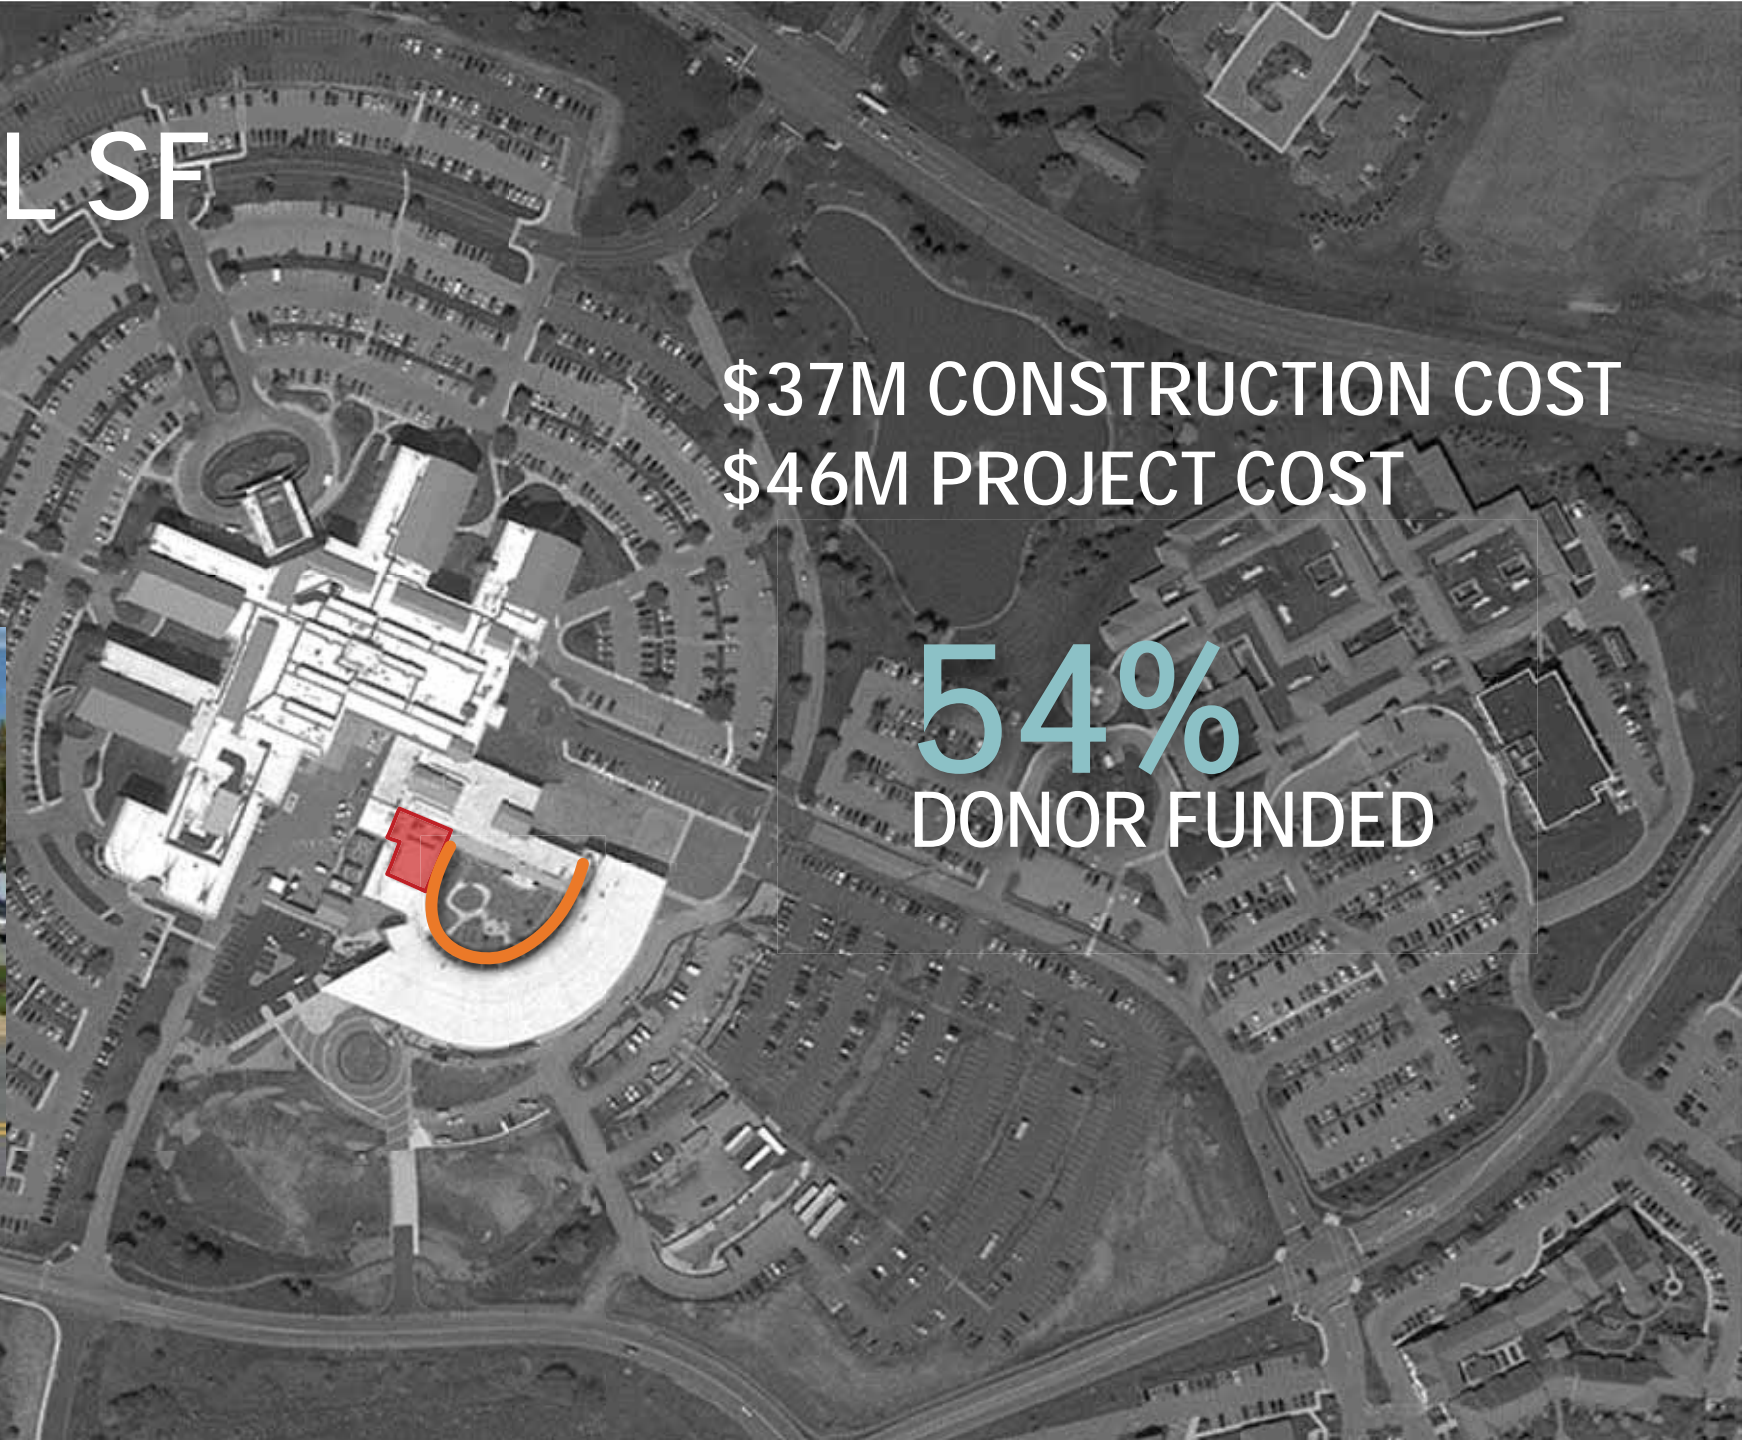 L SF
$37M CONSTRUCTION COST
$46M PROJECT COST
54%
DONOR FUNDED